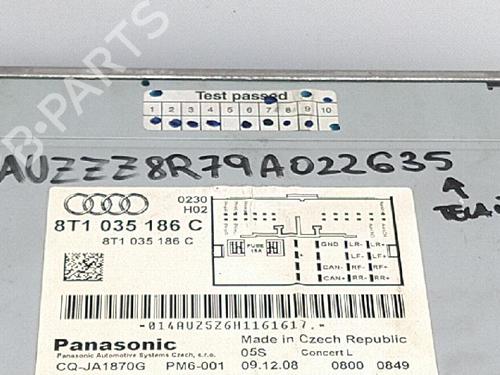 Test passed
1 2 3 4 5 6 7 8 9 10
AUZZZ8R79A022635
0230
H02
8T1 035 186 C
8T1 035 186 C
FUSE
15A
GND LR- LR+
LF- LF+
CAN- RF- RF+
CAN+ RR- RR+
-014AUZ5Z6H1161617.-
Panasonic
Made in Czech Republic
Panasonic Automotive Systems Czech, s.r.o.
05S Concert L
CQ-JA1870G PM6-001 09.12.08 0800 0849
B-PARTS